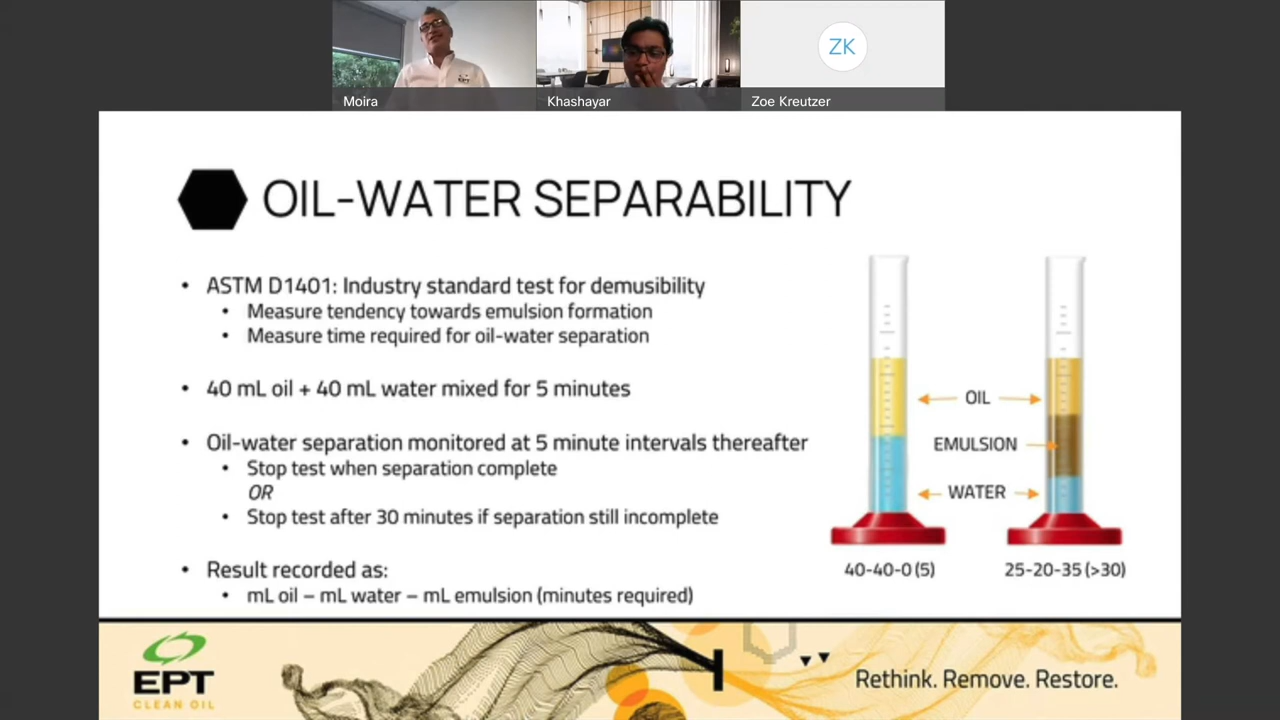 EPT
ZK
Moira
Khashayar
Zoe Kreutzer
OIL-WATER SEPARABILITY
• ASTM D1401: Industry standard test for demusibility
• Measure tendency towards emulsion formation
• Measure time required for oil-water separation
• 40 mL oil + 40 mL water mixed for 5 minutes
• Oil-water separation monitored at 5 minute intervals thereafter
• Stop test when separation complete
OR
• Stop test after 30 minutes if separation still incomplete
• Result recorded as:
• mL oil – mL water – mL emulsion (minutes required)
OIL
EMULSION
WATER
40-40-0 (5)
25-20-35 (>30)
EPT
CLEAN OIL
Rethink. Remove. Restore.